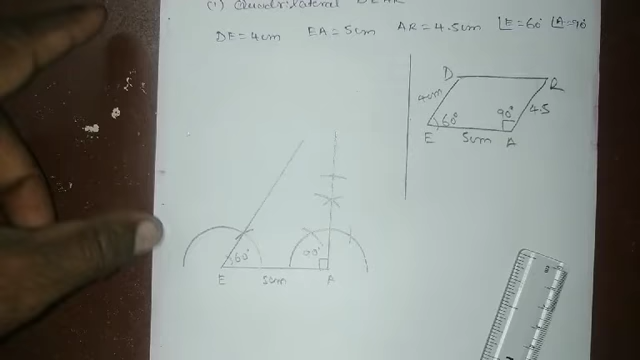 (i) Quadrilateral DEAR
DE = 4cm EA = 5cm AR = 4.5cm ∠E = 60° ∠A = 90°
D R
4cm 4.5
60° 90°
E 5cm A
60° 90°
E 5cm A